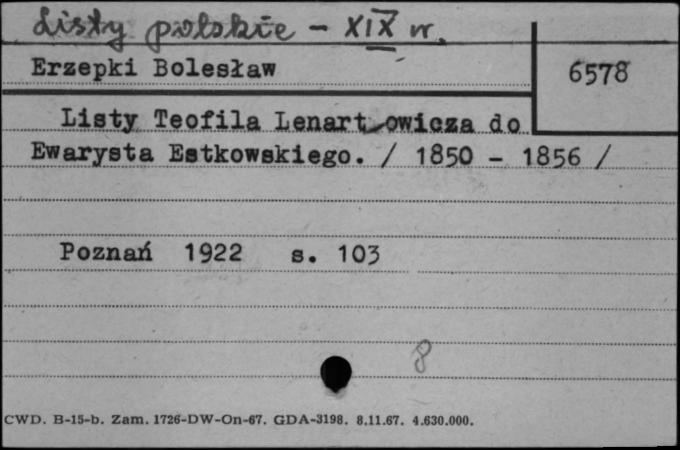 Listy polskie - XIX w.
Erzepki Bolesław
6578
Listy Teofila Lenartowicza do
Ewarysta Estkowskiego. / 1850 - 1856 /
Poznań 1922 s. 103
8
CWD. B-15-b. Zam. 1726-DW-On-67. GDA-3198. 8.11.67. 4.630.000.